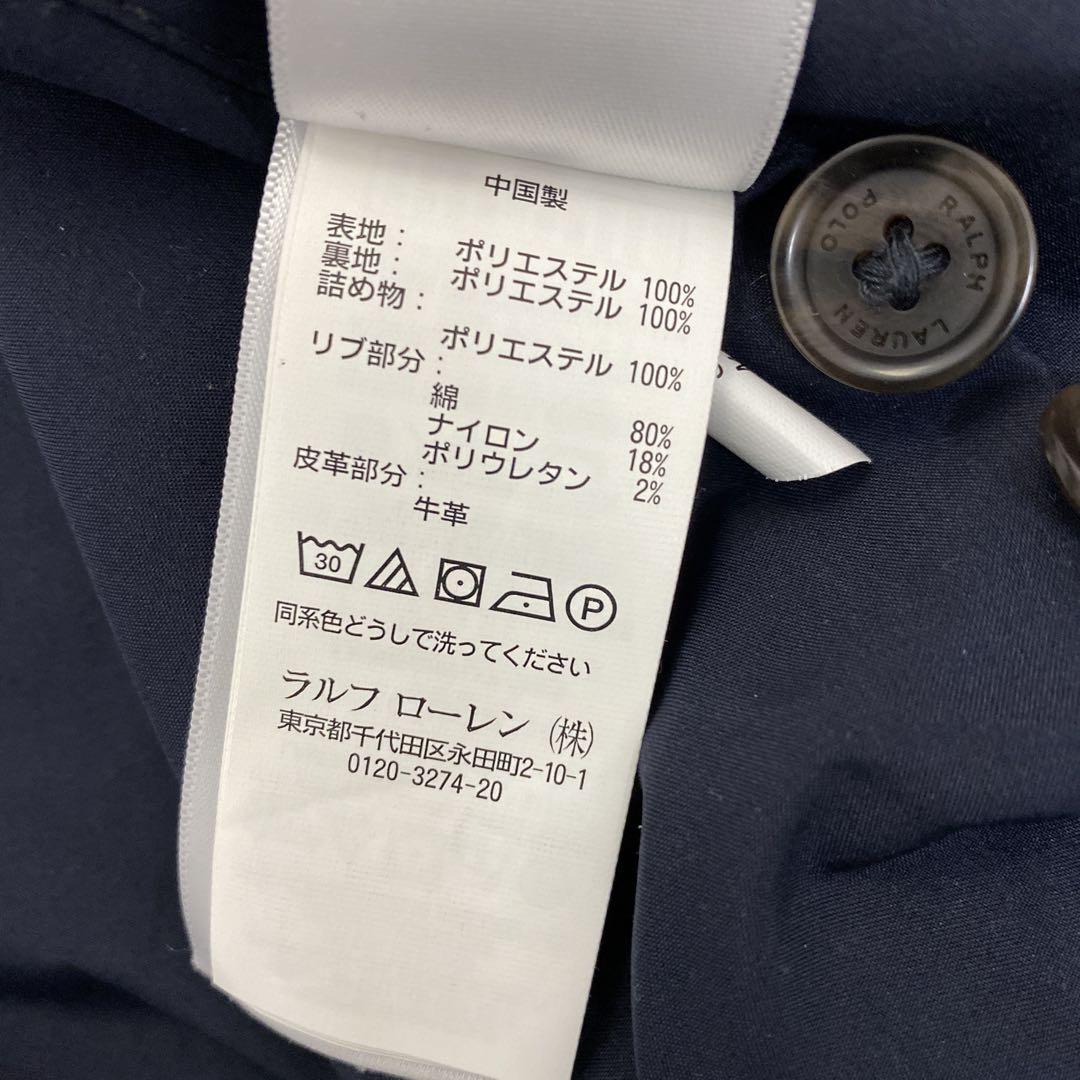 中国製
表地: ポリエステル 100%
裏地: ポリエステル 100%
詰め物:
ポリエステル 100%
リブ部分:
綿 80%
ナイロン 18%
ポリウレタン 2%
皮革部分:
牛革
30
P
同系色どうしで洗ってください
ラルフ ローレン (株)
東京都千代田区永田町2-10-1
0120-3274-20
POLO RALPH LAUREN